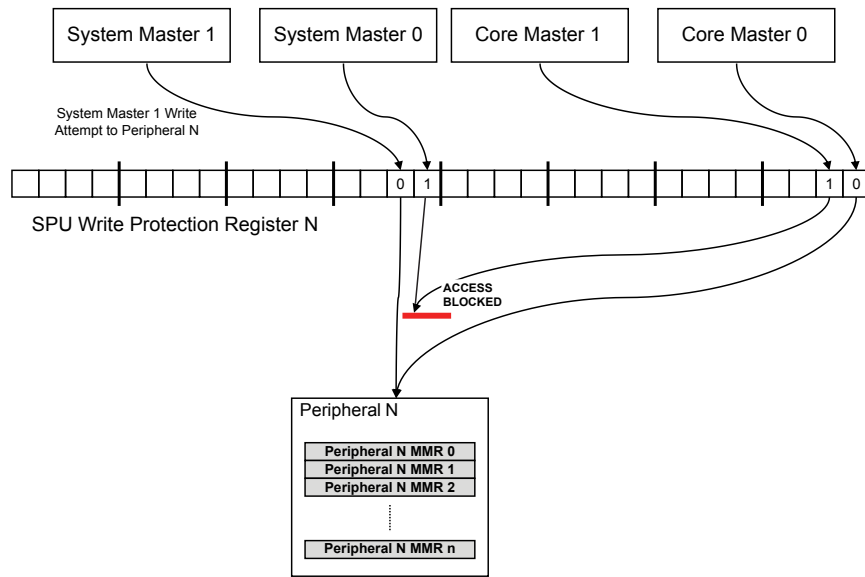 System Master 1
System Master 0
Core Master 1
Core Master 0
System Master 1 Write
Attempt to Peripheral N
0 1 1 0
SPU Write Protection Register N
ACCESS
BLOCKED
Peripheral N
Peripheral N MMR 0
Peripheral N MMR 1
Peripheral N MMR 2
Peripheral N MMR n